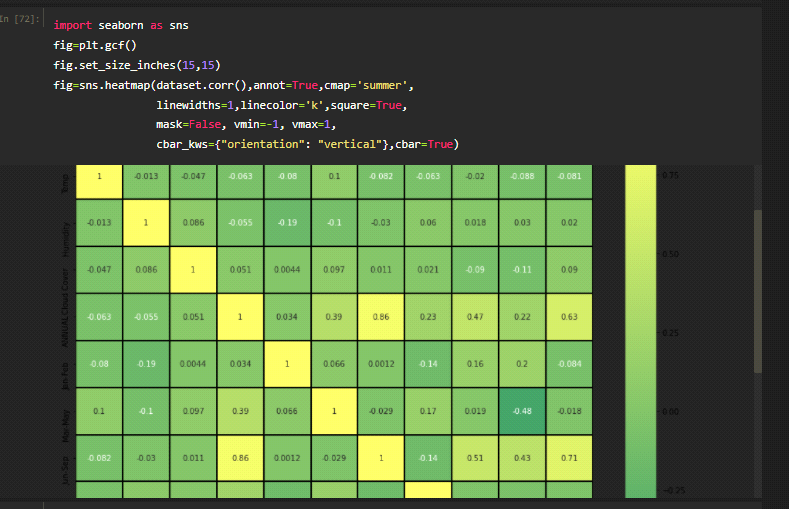 In [72]:
import seaborn as sns
fig=plt.gcf()
fig.set_size_inches(15,15)
fig=sns.heatmap(dataset.corr(),annot=True,cmap='summer',
linewidths=1,linecolor='k',square=True,
mask=False, vmin=-1, vmax=1,
cbar_kws={"orientation": "vertical"},cbar=True)
Temp 1 -0.013 -0.047 -0.063 -0.08 0.1 -0.082 -0.083 -0.02 -0.088 -0.081
Humidity -0.013 1 0.086 -0.055 -0.19 -0.1 -0.03 0.06 0.018 0.03 0.02
Cloud Cover -0.047 0.086 1 0.051 0.0044 0.097 0.011 0.021 -0.09 -0.11 0.09
ANNUAL -0.063 -0.055 0.051 1 0.034 0.39 0.86 0.23 0.47 0.22 0.63
Jan-Feb -0.08 -0.19 0.0044 0.034 1 0.066 0.0012 -0.14 0.16 0.2 -0.084
Mar-May 0.1 -0.1 0.097 0.39 0.066 1 -0.029 0.17 0.019 -0.48 -0.018
Jun-Sep -0.082 -0.03 0.011 0.86 0.0012 -0.029 1 -0.14 0.51 0.43 0.71
0.75
0.50
0.25
0.00
-0.25